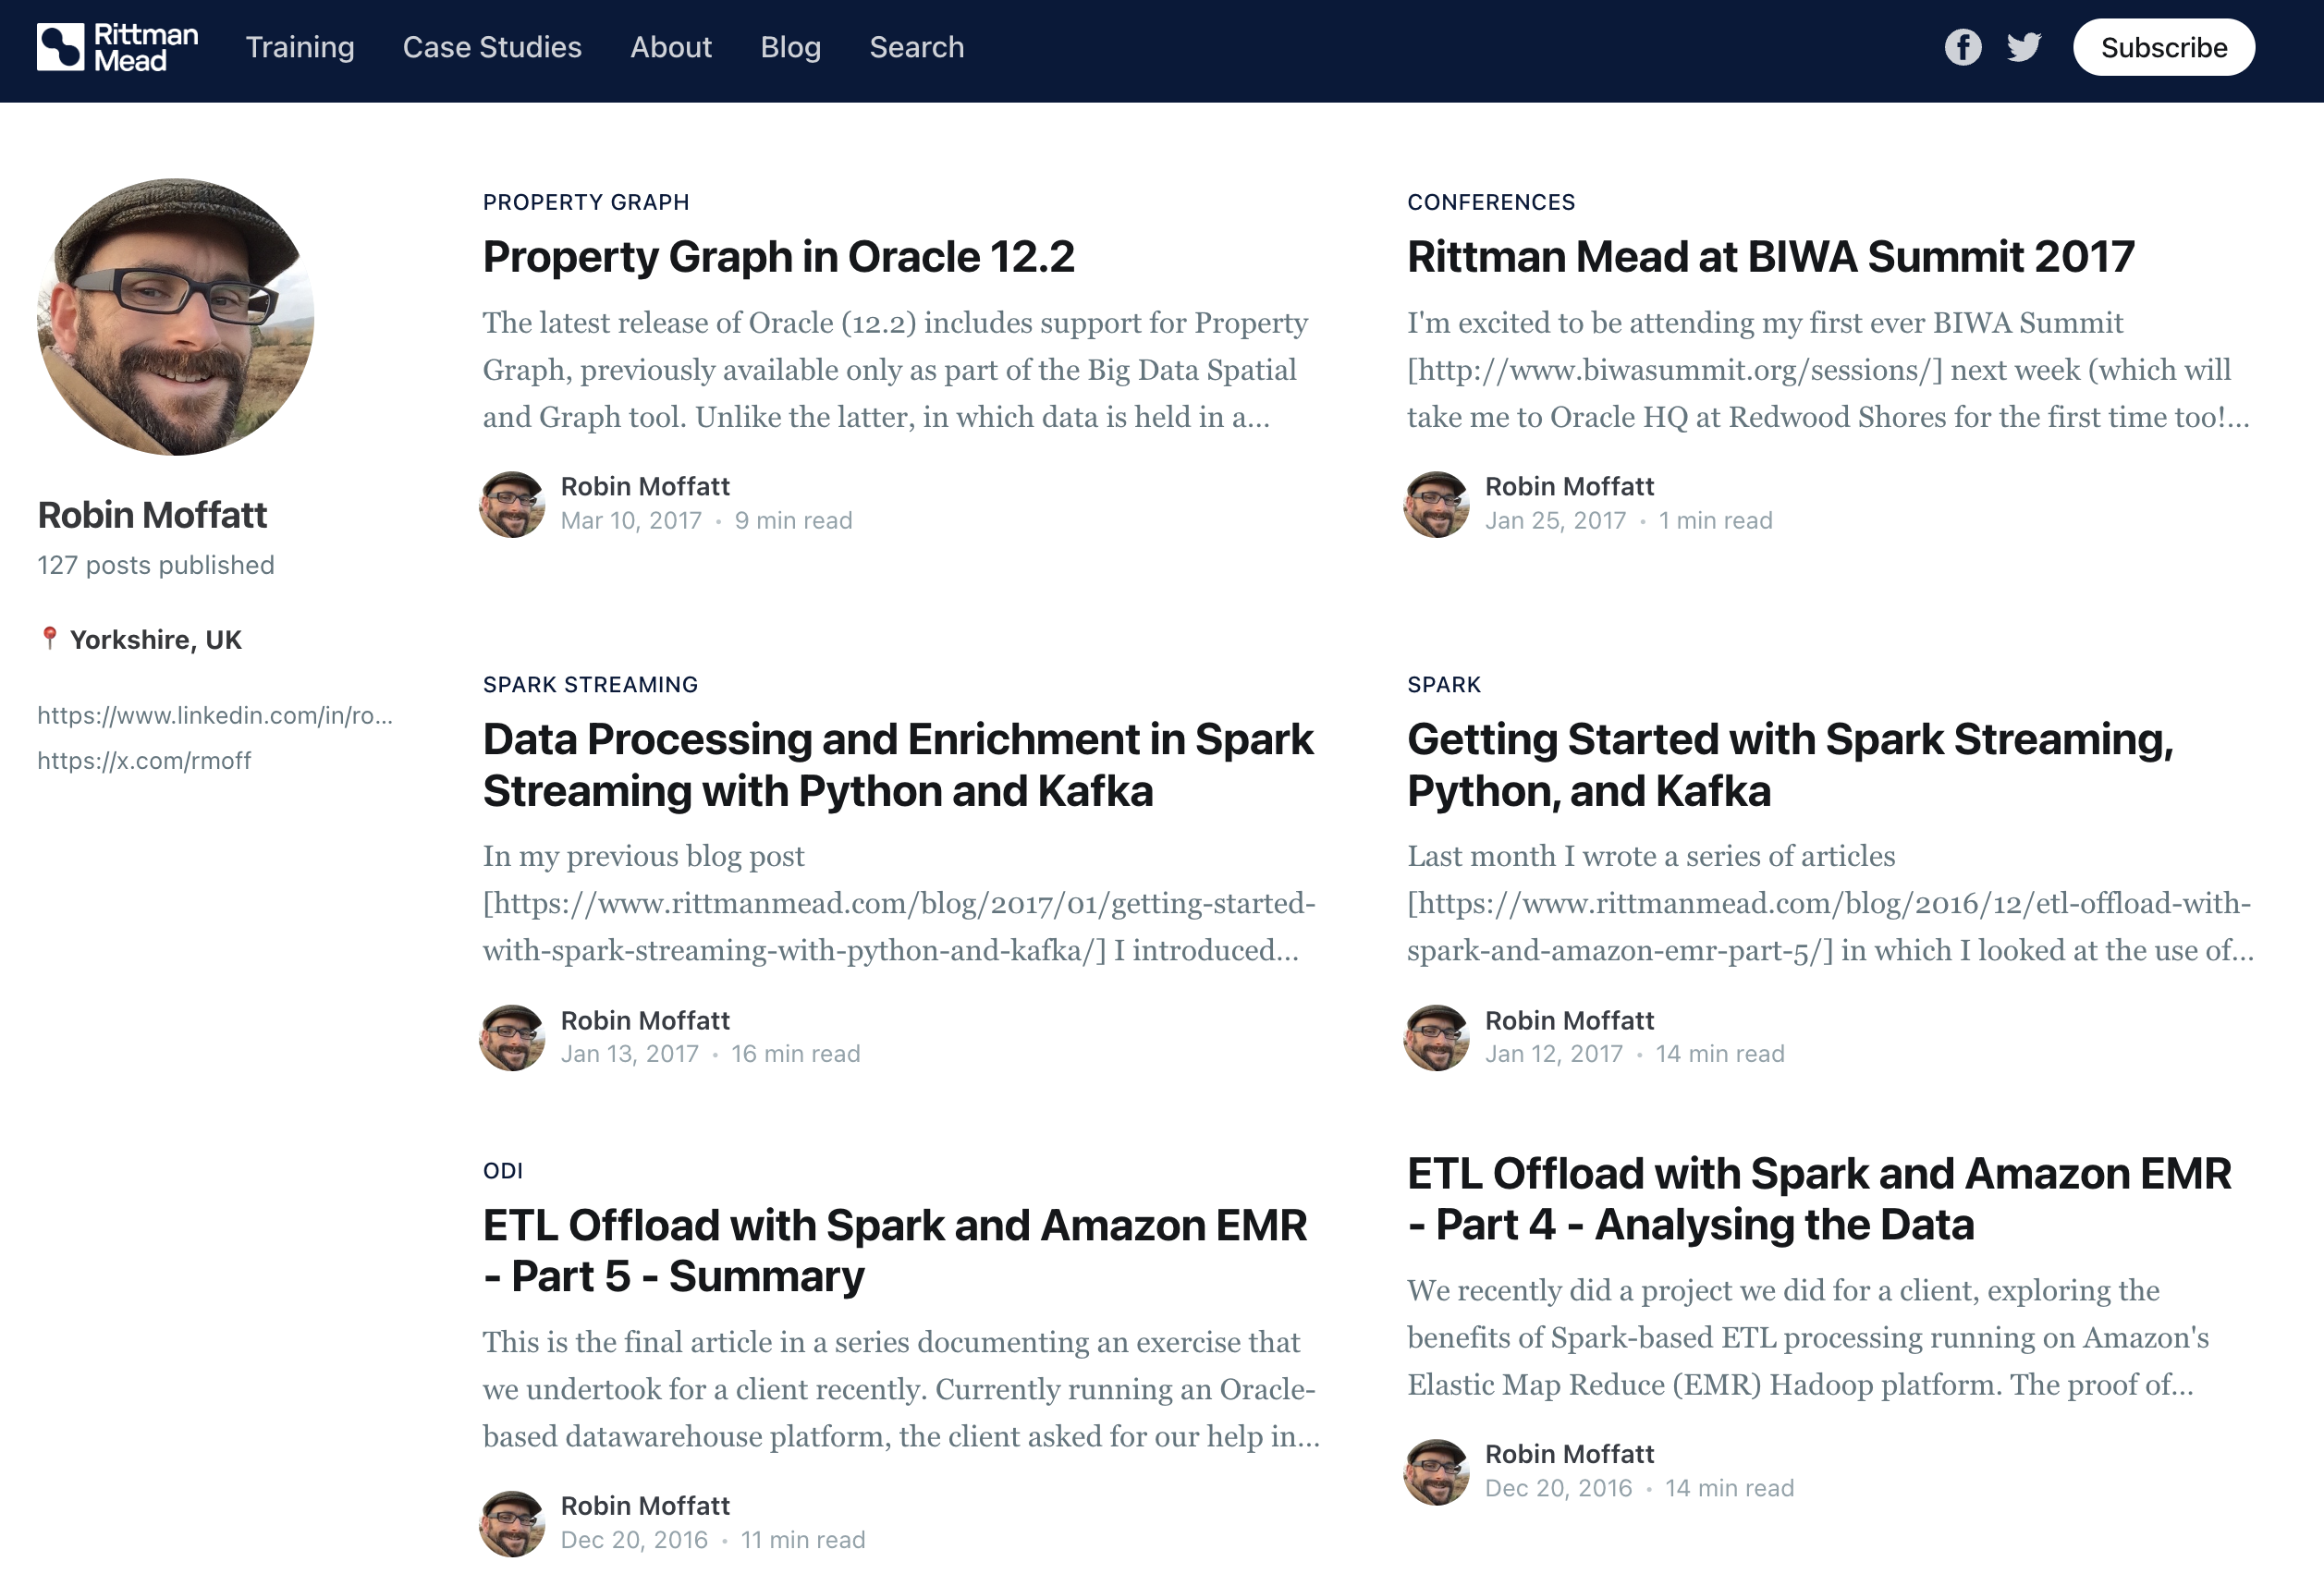 Rittman
Mead
Training
Case Studies
About
Blog
Search
Subscribe
Robin Moffatt
127 posts published
📍 Yorkshire, UK
https://www.linkedin.com/in/ro...
https://x.com/rmoff
PROPERTY GRAPH
Property Graph in Oracle 12.2
The latest release of Oracle (12.2) includes support for Property
Graph, previously available only as part of the Big Data Spatial
and Graph tool. Unlike the latter, in which data is held in a...
Robin Moffatt
Mar 10, 2017 • 9 min read
CONFERENCES
Rittman Mead at BIWA Summit 2017
I'm excited to be attending my first ever BIWA Summit
[http://www.biwasummit.org/sessions/] next week (which will
take me to Oracle HQ at Redwood Shores for the first time too!...
Robin Moffatt
Jan 25, 2017 • 1 min read
SPARK STREAMING
Data Processing and Enrichment in Spark
Streaming with Python and Kafka
In my previous blog post
[https://www.rittmanmead.com/blog/2017/01/getting-started-
with-spark-streaming-with-python-and-kafka/] I introduced...
Robin Moffatt
Jan 13, 2017 • 16 min read
SPARK
Getting Started with Spark Streaming,
Python, and Kafka
Last month I wrote a series of articles
[https://www.rittmanmead.com/blog/2016/12/etl-offload-with-
spark-and-amazon-emr-part-5/] in which I looked at the use of...
Robin Moffatt
Jan 12, 2017 • 14 min read
ODI
ETL Offload with Spark and Amazon EMR
- Part 5 - Summary
This is the final article in a series documenting an exercise that
we undertook for a client recently. Currently running an Oracle-
based datawarehouse platform, the client asked for our help in...
Robin Moffatt
Dec 20, 2016 • 11 min read
ETL Offload with Spark and Amazon EMR
- Part 4 - Analysing the Data
We recently did a project we did for a client, exploring the
benefits of Spark-based ETL processing running on Amazon's
Elastic Map Reduce (EMR) Hadoop platform. The proof of...
Robin Moffatt
Dec 20, 2016 • 14 min read